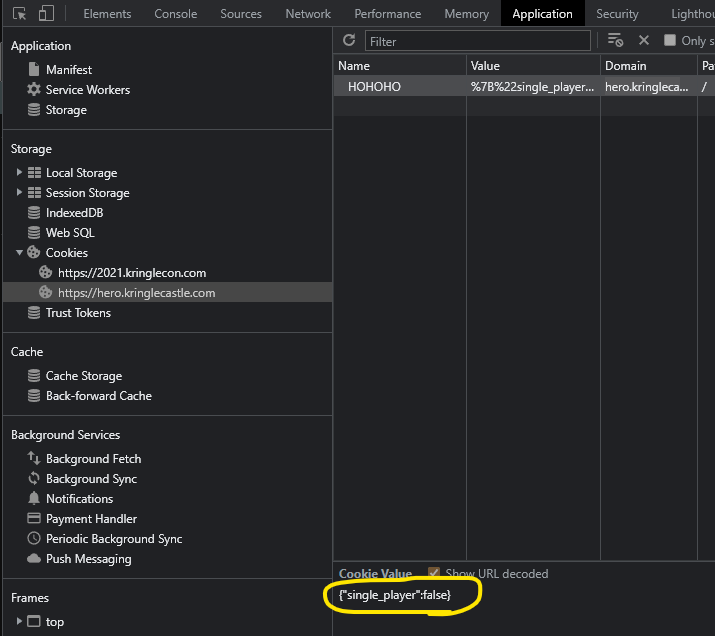 Elements Console Sources Network Performance Memory Application Security Lighthou
Application
Manifest
Service Workers
Storage
Storage
Local Storage
Session Storage
IndexedDB
Web SQL
Cookies
https://2021.kringlecon.com
https://hero.kringlecastle.com
Trust Tokens
Cache
Cache Storage
Back-forward Cache
Background Services
Background Fetch
Background Sync
Notifications
Payment Handler
Periodic Background Sync
Push Messaging
Frames
top
Filter Only s
Name Value Domain Pa
HOHOHO %7B%22single_player... hero.kringleca... /
Cookie Value Show URL decoded
{"single_player":false}